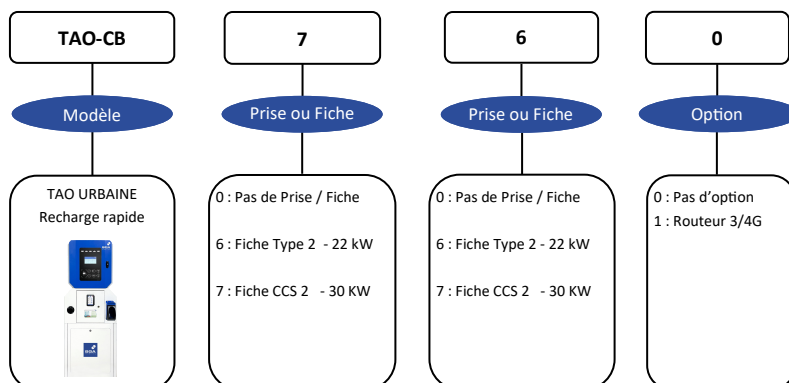 TAO-CB
7
6
0
Modèle
Prise ou Fiche
Prise ou Fiche
Option
TAO URBAINE
Recharge rapide
0 : Pas de Prise / Fiche
6 : Fiche Type 2 - 22 kW
7 : Fiche CCS 2 - 30 KW
0 : Pas de Prise / Fiche
6 : Fiche Type 2 - 22 kW
7 : Fiche CCS 2 - 30 KW
0 : Pas d'option
1 : Routeur 3/4G